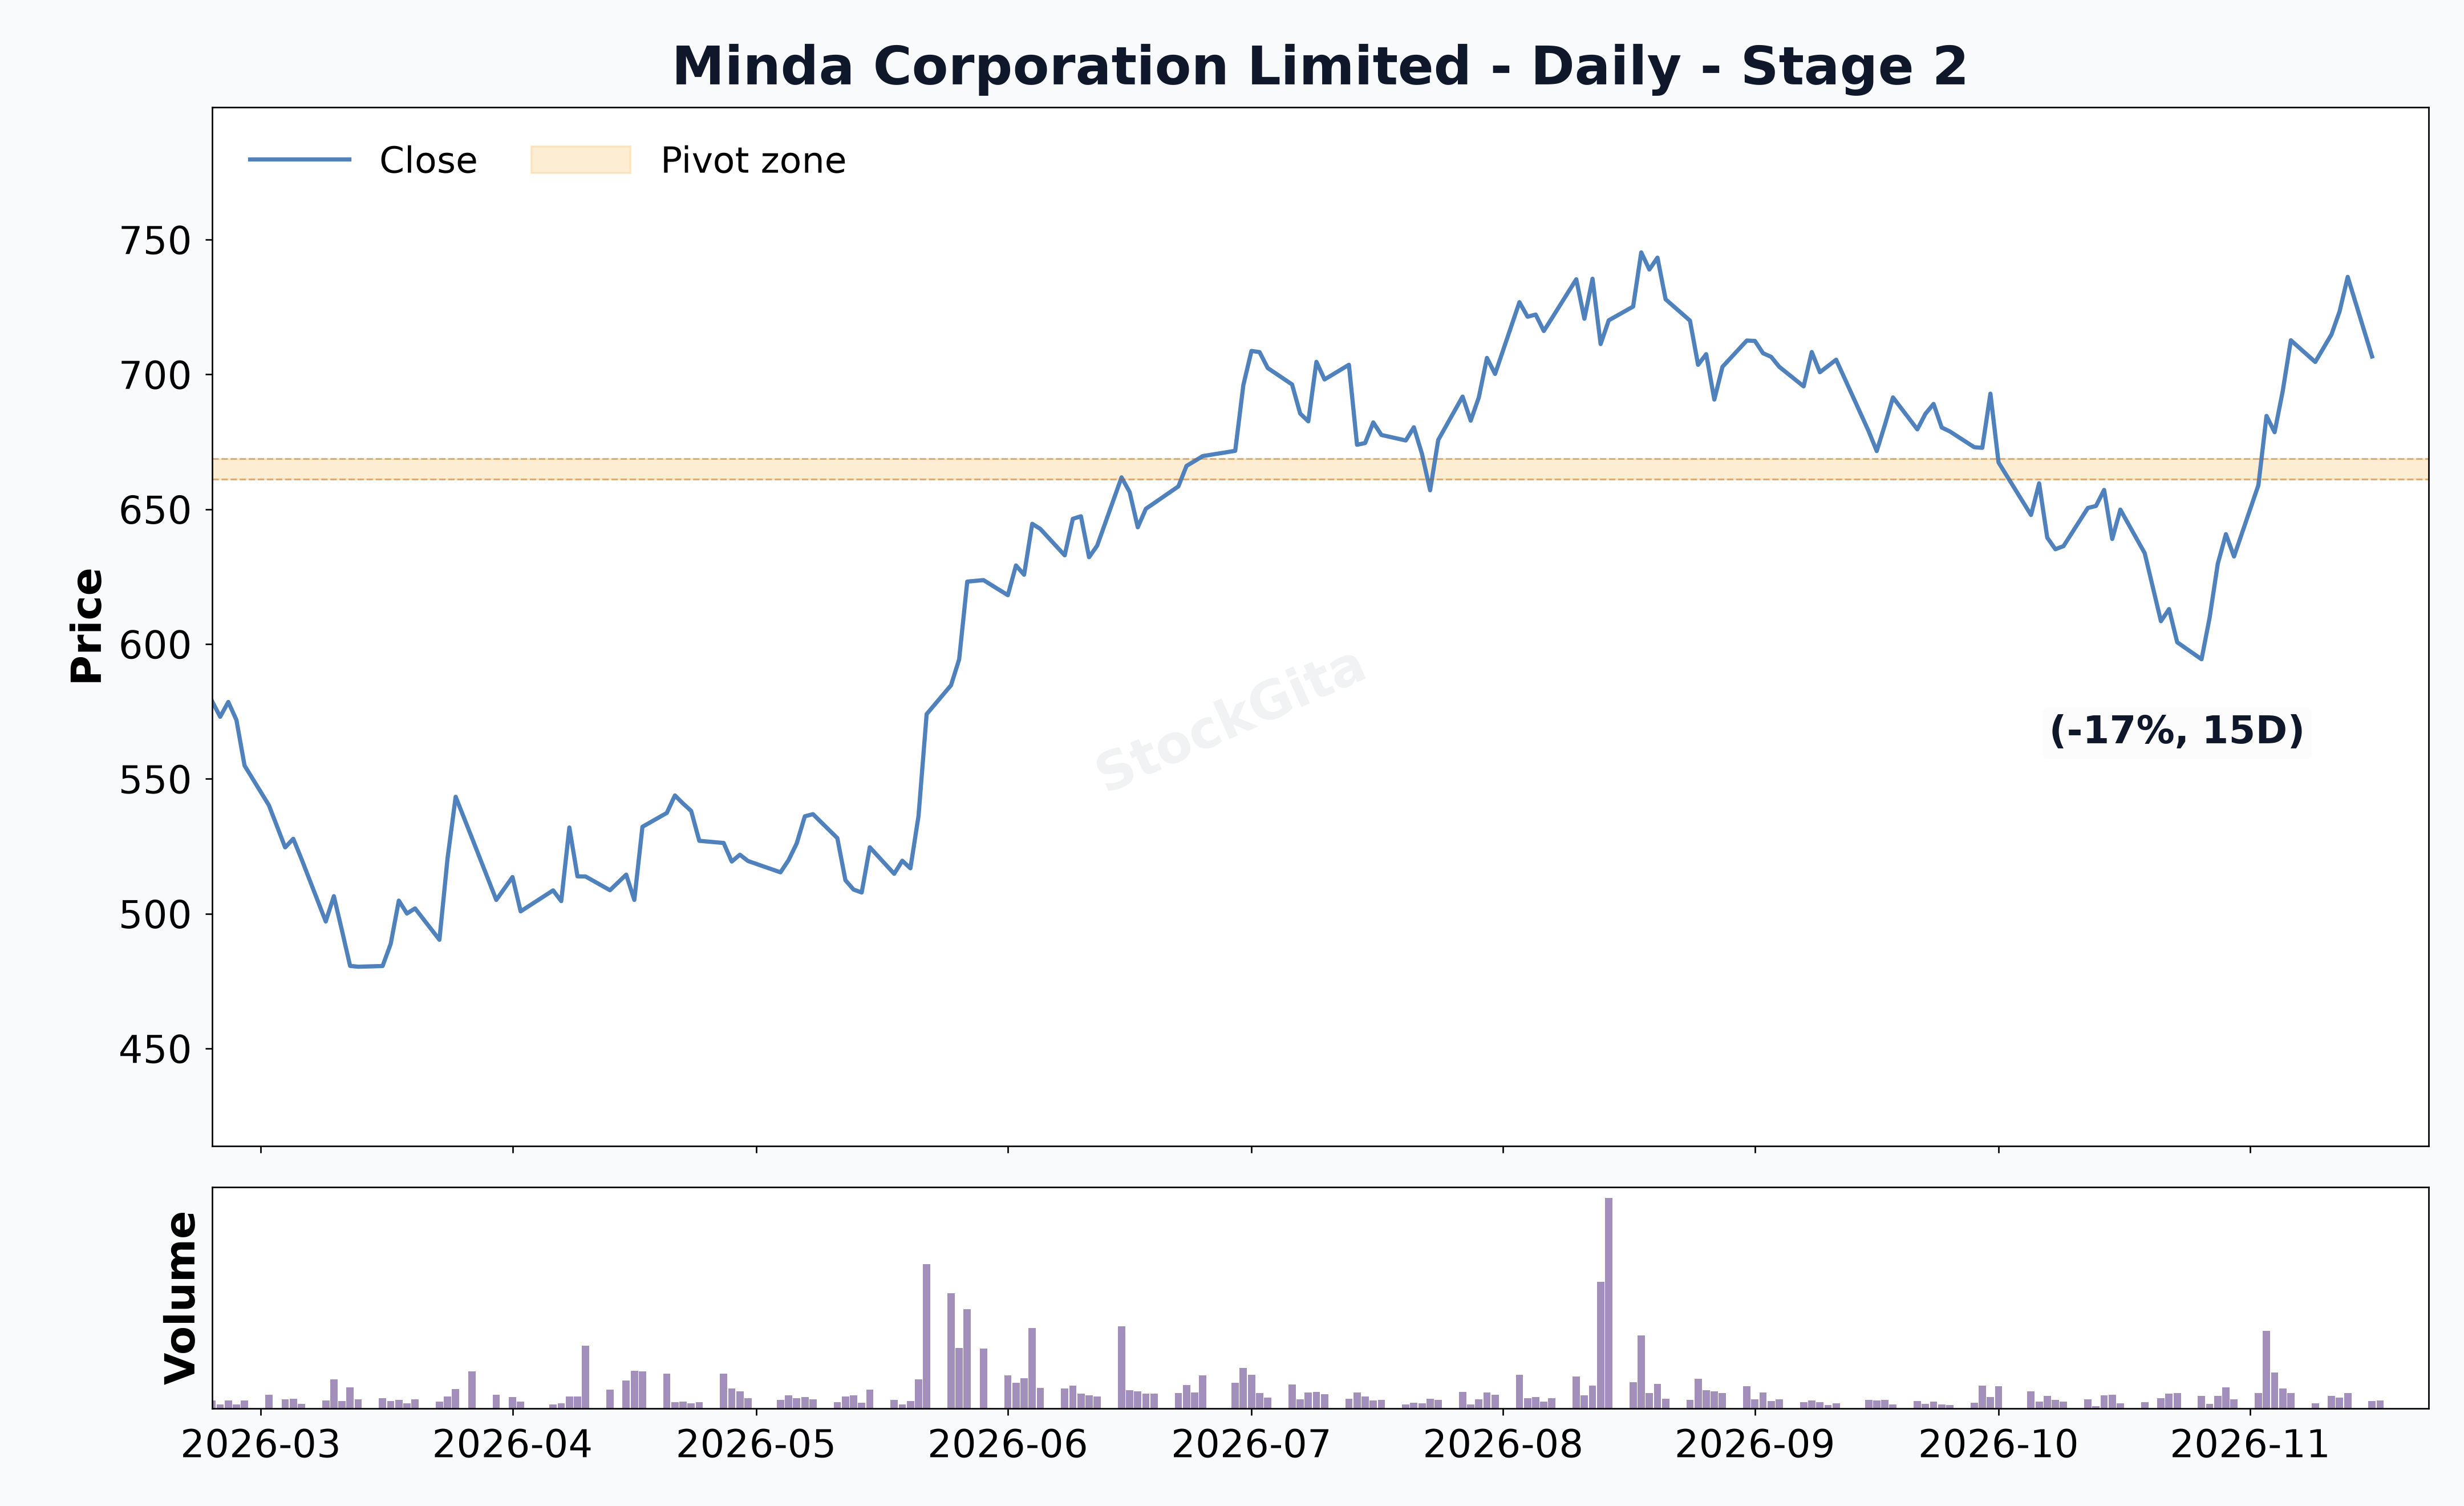 Minda Corporation Limited - Daily - Stage 2
Close
Pivot zone
750
700
650
600
550
500
450
Price
StockGita
(-17%, 15D)
Volume
2026-03
2026-04
2026-05
2026-06
2026-07
2026-08
2026-09
2026-10
2026-11